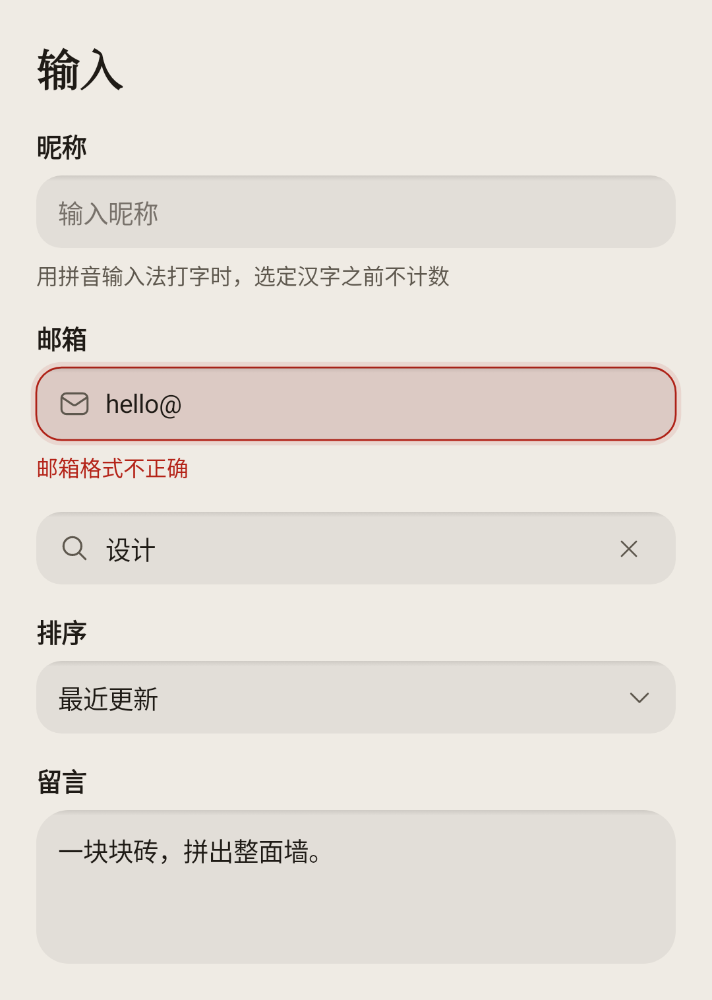 输入
昵称
输入昵称
用拼音输入法打字时，选定汉字之前不计数
邮箱
hello@
邮箱格式不正确
设计
排序
最近更新
留言
一块块砖，拼出整面墙。